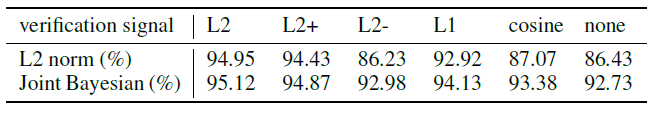 verification signal L2 L2+ L2- L1 cosine none
L2 norm (%) 94.95 94.43 86.23 92.92 87.07 86.43
Joint Bayesian (%) 95.12 94.87 92.98 94.13 93.38 92.73